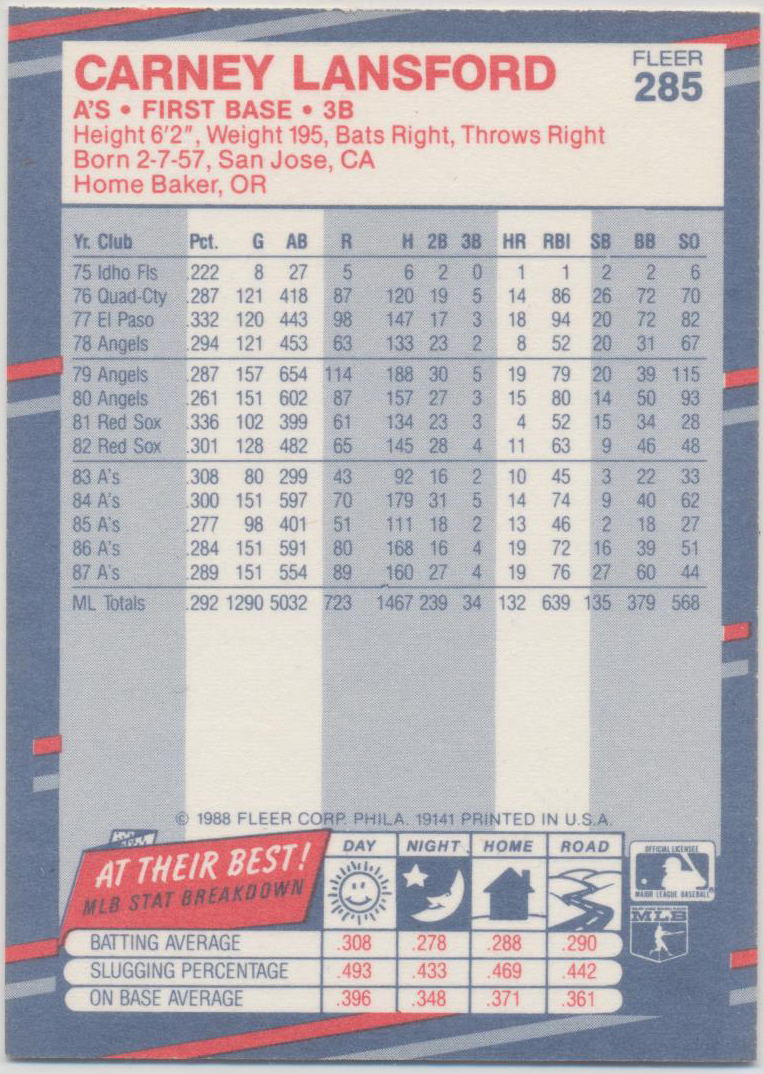 CARNEY LANSFORD
FLEER
285
A'S • FIRST BASE • 3B
Height 6'2", Weight 195, Bats Right, Throws Right
Born 2-7-57, San Jose, CA
Home Baker, OR
Yr. Club Pct. G AB R H 2B 3B HR RBI SB BB SO
75 Idho Fls .222 8 27 5 6 2 0 1 1 2 2 6
76 Quad-Cty .287 121 418 87 120 19 5 14 86 26 72 70
77 El Paso .332 120 443 98 147 17 3 18 94 20 72 82
78 Angels .294 121 453 63 133 23 2 8 52 20 31 67
79 Angels .287 157 654 114 188 30 5 19 79 20 39 115
80 Angels .261 151 602 87 157 27 3 15 80 14 50 93
81 Red Sox .336 102 399 61 134 23 3 4 52 15 34 28
82 Red Sox .301 128 482 65 145 28 4 11 63 9 46 48
83 A's .308 80 299 43 92 16 2 10 45 3 22 33
84 A's .300 151 597 70 179 31 5 14 74 9 40 62
85 A's .277 98 401 51 111 18 2 13 46 2 18 27
86 A's .284 151 591 80 168 16 4 19 72 16 39 51
87 A's .289 151 554 89 160 27 4 19 76 27 60 44
ML Totals .292 1290 5032 723 1467 239 34 132 639 135 379 568
© 1988 FLEER CORP. PHILA. 19141 PRINTED IN U.S.A.
AT THEIR BEST!
MLB STAT BREAKDOWN
DAY NIGHT HOME ROAD
OFFICIAL LICENSEE
MAJOR LEAGUE BASEBALL
MLB
BATTING AVERAGE .308 .278 .288 .290
SLUGGING PERCENTAGE .493 .433 .469 .442
ON BASE AVERAGE .396 .348 .371 .361